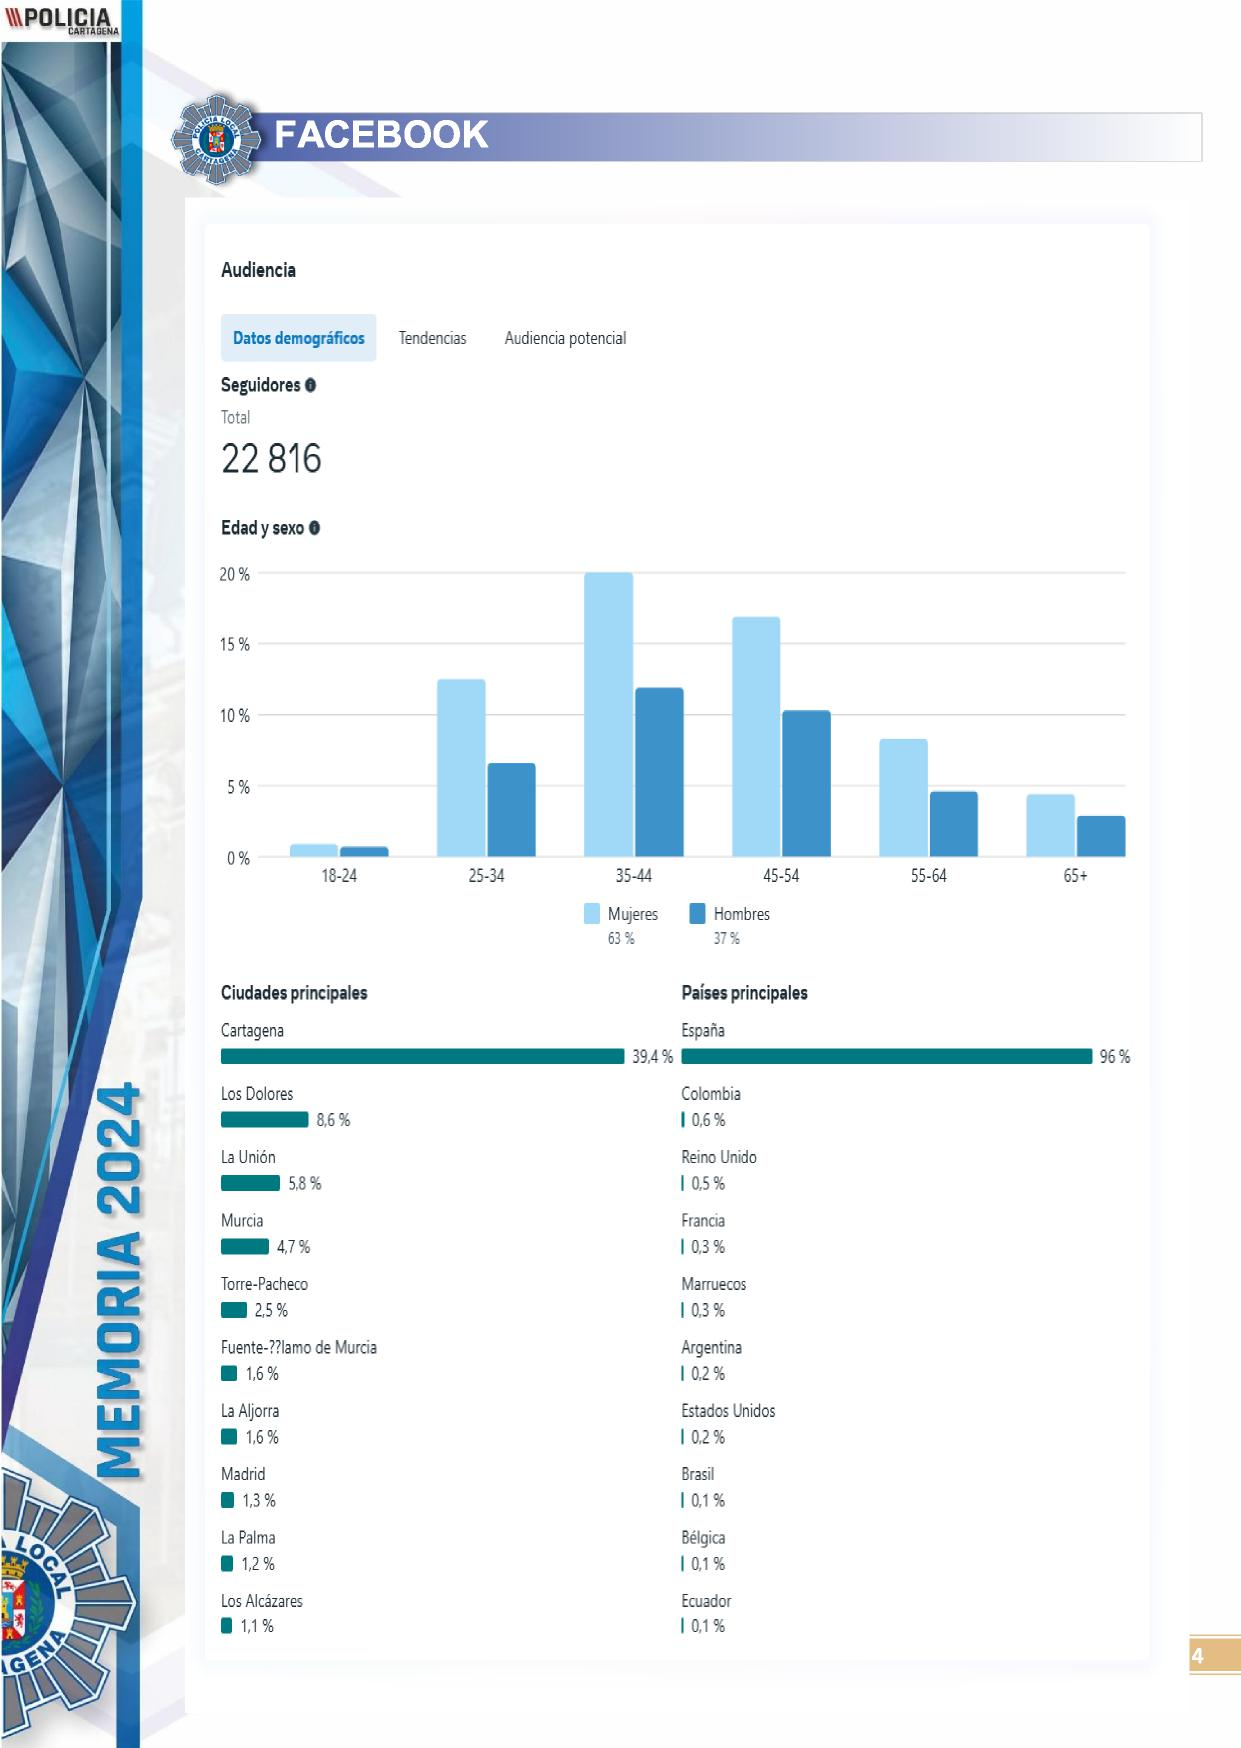 POLICIA
CARTAGENA
POLICIA LOCAL
CARTAGENA
FACEBOOK
Audiencia
Datos demográficos Tendencias Audiencia potencial
Seguidores
Total
22 816
Edad y sexo
20 %
15 %
10 %
5 %
0 %
18-24 25-34 35-44 45-54 55-64 65+
Mujeres Hombres
63 % 37 %
Ciudades principales Países principales
Cartagena España
39,4 % 96 %
Los Dolores Colombia
8,6 % 0,6 %
La Unión Reino Unido
5,8 % 0,5 %
Murcia Francia
4,7 % 0,3 %
Torre-Pacheco Marruecos
2,5 % 0,3 %
Fuente-??lamo de Murcia Argentina
1,6 % 0,2 %
La Aljorra Estados Unidos
1,6 % 0,2 %
Madrid Brasil
1,3 % 0,1 %
La Palma Bélgica
1,2 % 0,1 %
Los Alcázares Ecuador
1,1 % 0,1 %
MEMORIA 2024
A LOCAL
AGENA
4